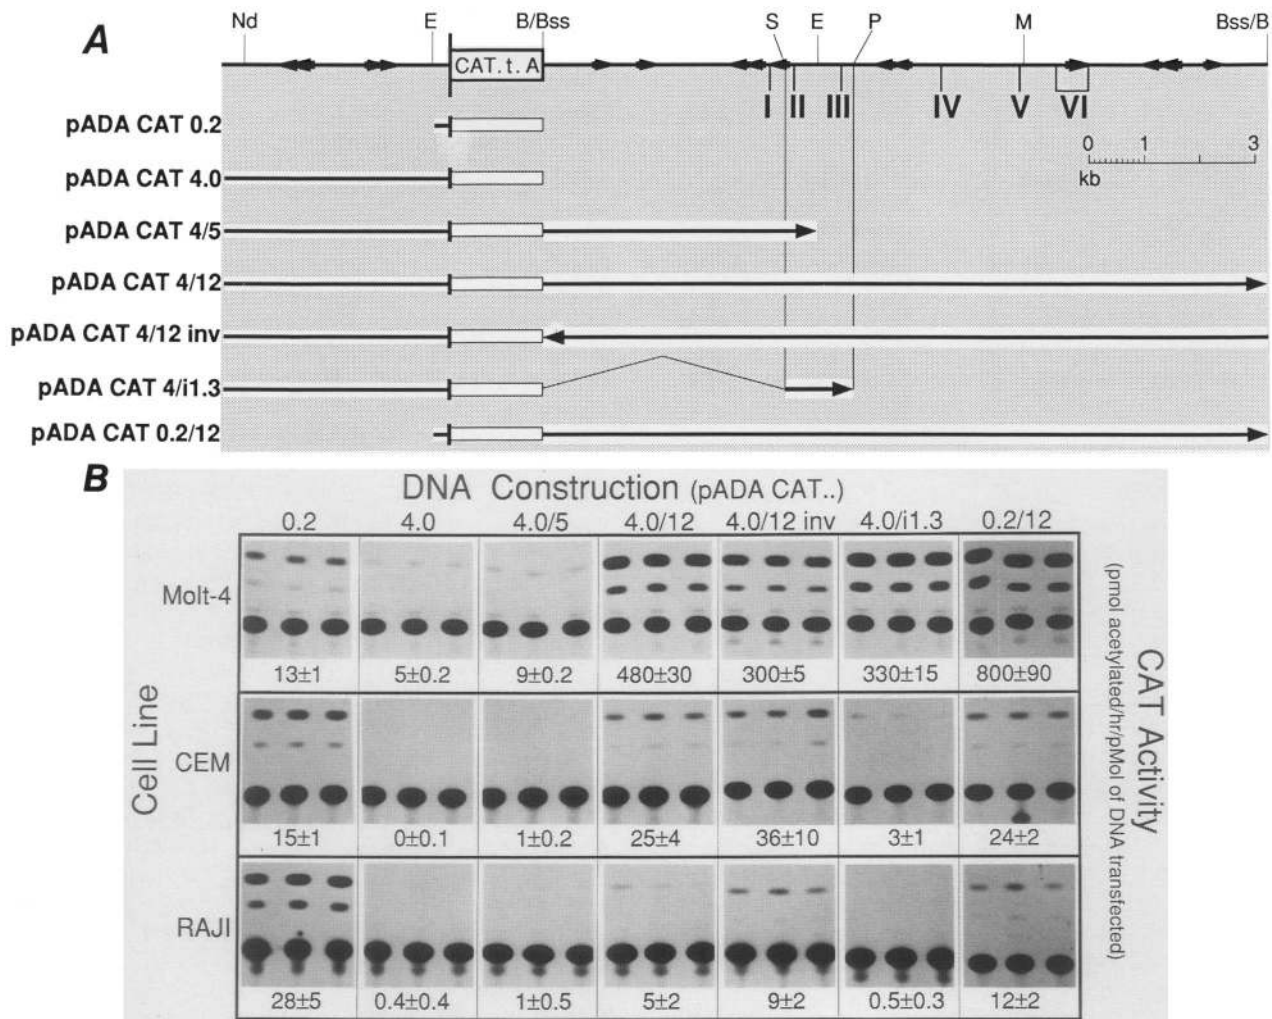 A
Nd E B/Bss S E P M Bss/B
CAT. t. A
I II III IV V VI
pADA CAT 0.2
0 1 3
kb
pADA CAT 4.0
pADA CAT 4/5
pADA CAT 4/12
pADA CAT 4/12 inv
pADA CAT 4/i1.3
pADA CAT 0.2/12
B
DNA Construction (pADA CAT..)
0.2 4.0 4.0/5 4.0/12 4.0/12 inv 4.0/i1.3 0.2/12
Cell Line
Molt-4
13±1 5±0.2 9±0.2 480±30 300±5 330±15 800±90
CEM
15±1 0±0.1 1±0.2 25±4 36±10 3±1 24±2
RAJI
28±5 0.4±0.4 1±0.5 5±2 9±2 0.5±0.3 12±2
CAT Activity
(pmol acetylated/hr/pMol of DNA transfected)